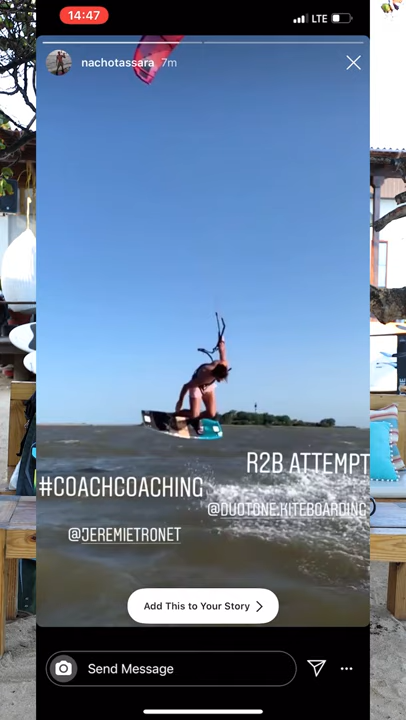 14:47
LTE
nachotassara 7m
R2B ATTEMPT
#COACHCOACHING
@DUOTONE.KITEBOARDING
@JEREMIETRONET
Add This to Your Story
Send Message